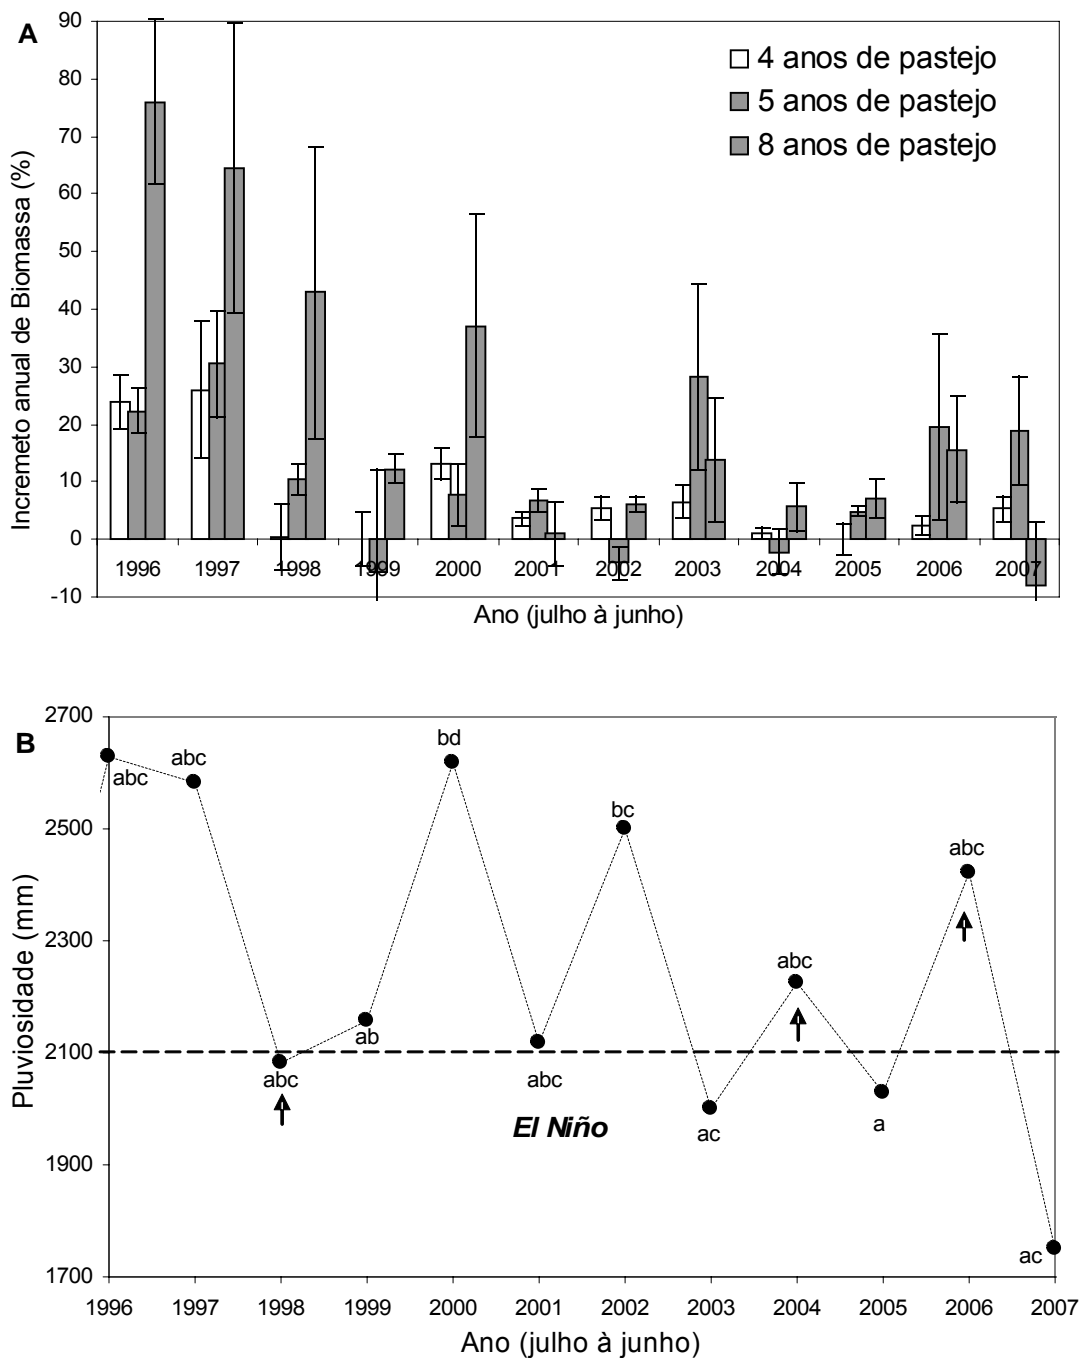 A
90
80
70
60
50
40
30
20
10
0
-10
Incremeto anual de Biomassa (%)
4 anos de pastejo
5 anos de pastejo
8 anos de pastejo
1996 1997 1998 1999 2000 2001 2002 2003 2004 2005 2006 2007
Ano (julho à junho)
B
2700
2500
2300
2100
1900
1700
Pluviosidade (mm)
abc
abc
abc
ab
bd
abc
bc
ac
abc
a
abc
ac
El Niño
1996 1997 1998 1999 2000 2001 2002 2003 2004 2005 2006 2007
Ano (julho à junho)